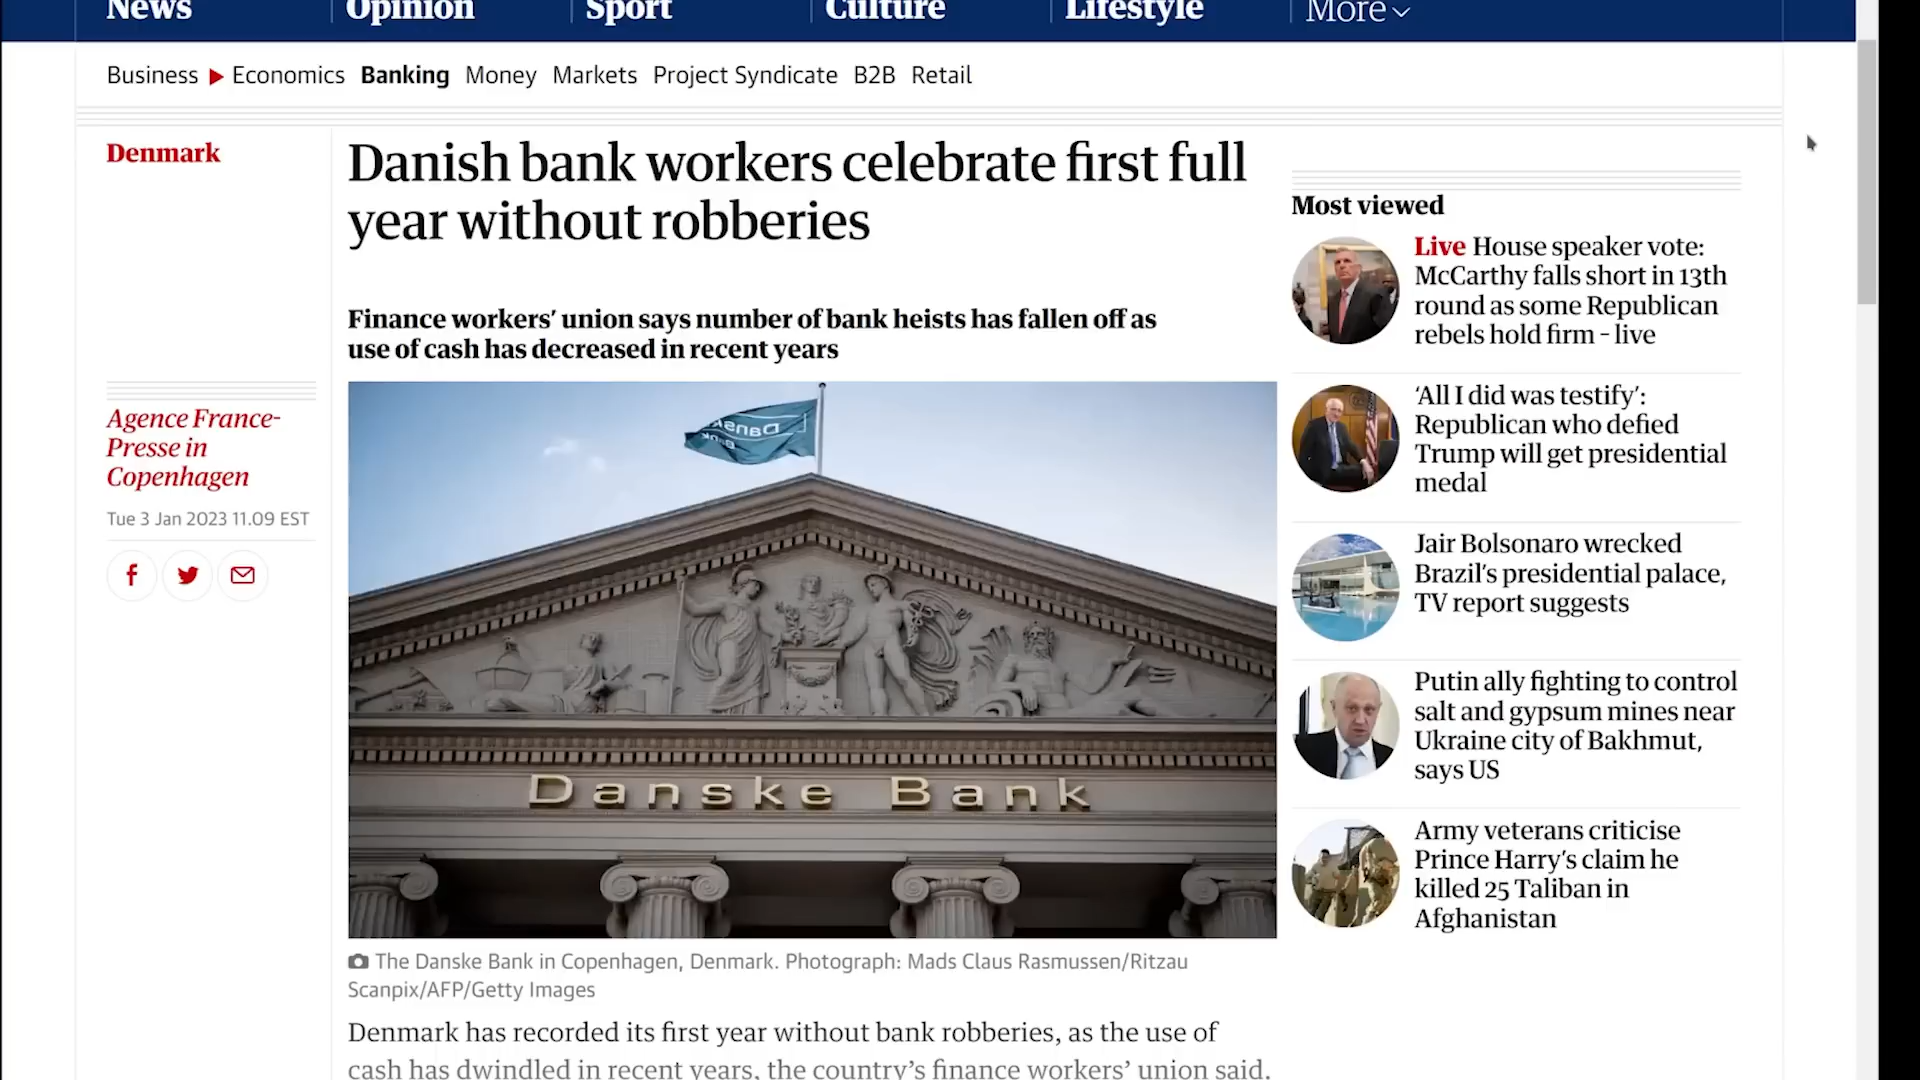 News
Opinion
Sport
Culture
Lifestyle
More
Business Economics Banking Money Markets Project Syndicate B2B Retail
Denmark
Danish bank workers celebrate first full
year without robberies
Finance workers’ union says number of bank heists has fallen off as
use of cash has decreased in recent years
Agence France-
Presse in
Copenhagen
Tue 3 Jan 2023 11.09 EST
Danske
Bank
Danske Bank
The Danske Bank in Copenhagen, Denmark. Photograph: Mads Claus Rasmussen/Ritzau
Scanpix/AFP/Getty Images
Denmark has recorded its first year without bank robberies, as the use of
cash has dwindled in recent years, the country’s finance workers’ union said.
Most viewed
Live House speaker vote:
McCarthy falls short in 13th
round as some Republican
rebels hold firm – live
‘All I did was testify’:
Republican who defied
Trump will get presidential
medal
Jair Bolsonaro wrecked
Brazil’s presidential palace,
TV report suggests
Putin ally fighting to control
salt and gypsum mines near
Ukraine city of Bakhmut,
says US
Army veterans criticise
Prince Harry’s claim he
killed 25 Taliban in
Afghanistan